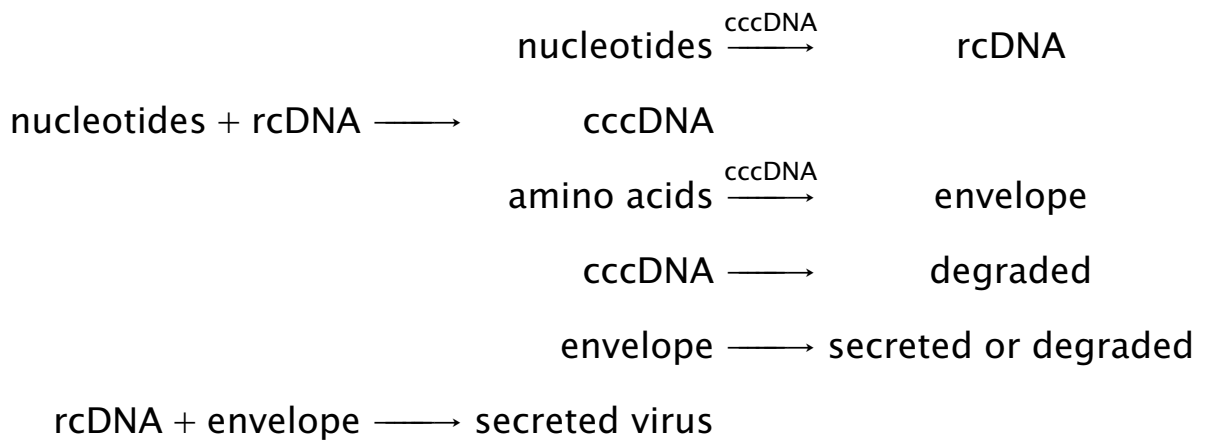 nucleotides cccDNA⟶ rcDNA
nucleotides + rcDNA ⟶ cccDNA
amino acids cccDNA⟶ envelope
cccDNA ⟶ degraded
envelope ⟶ secreted or degraded
rcDNA + envelope ⟶ secreted virus